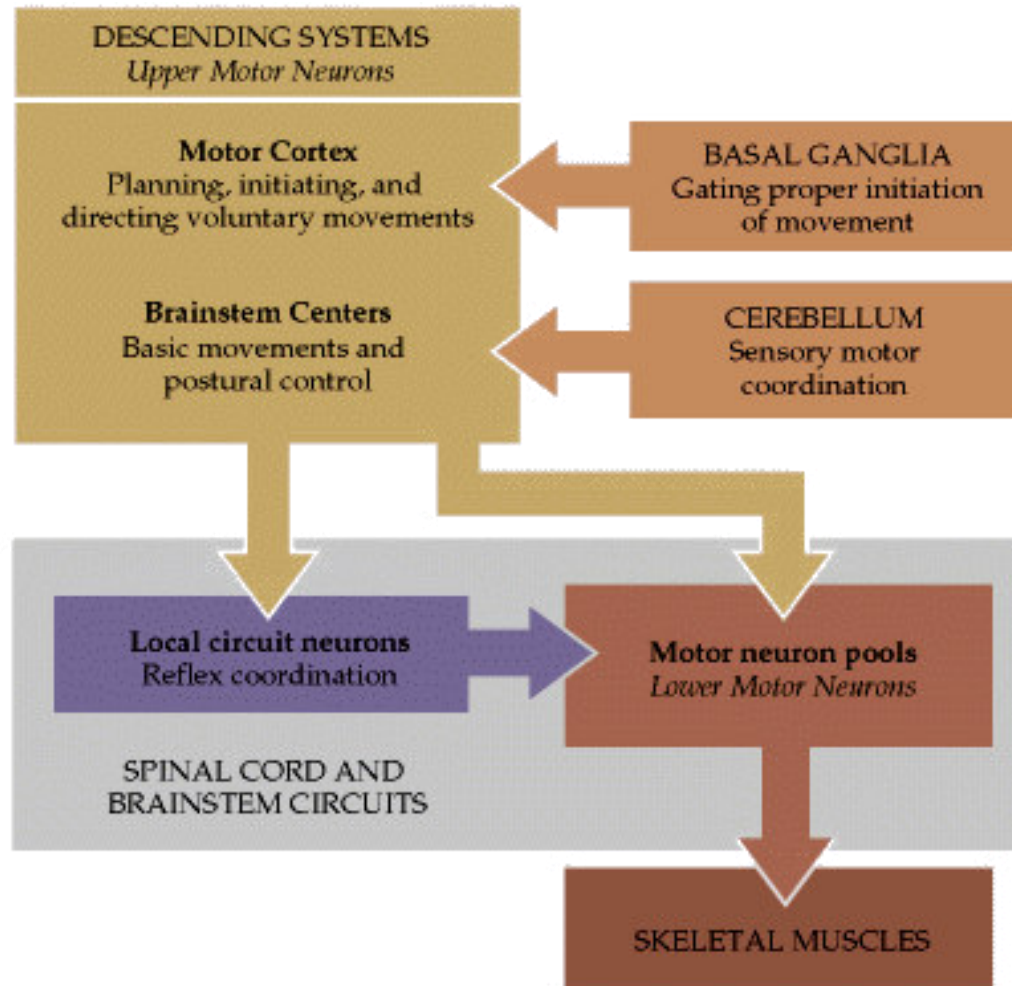 DESCENDING SYSTEMS
Upper Motor Neurons
Motor Cortex
Planning, initiating, and
directing voluntary movements
Brainstem Centers
Basic movements and
postural control
BASAL GANGLIA
Gating proper initiation
of movement
CEREBELLUM
Sensory motor
coordination
Local circuit neurons
Reflex coordination
Motor neuron pools
Lower Motor Neurons
SPINAL CORD AND
BRAINSTEM CIRCUITS
SKELETAL MUSCLES